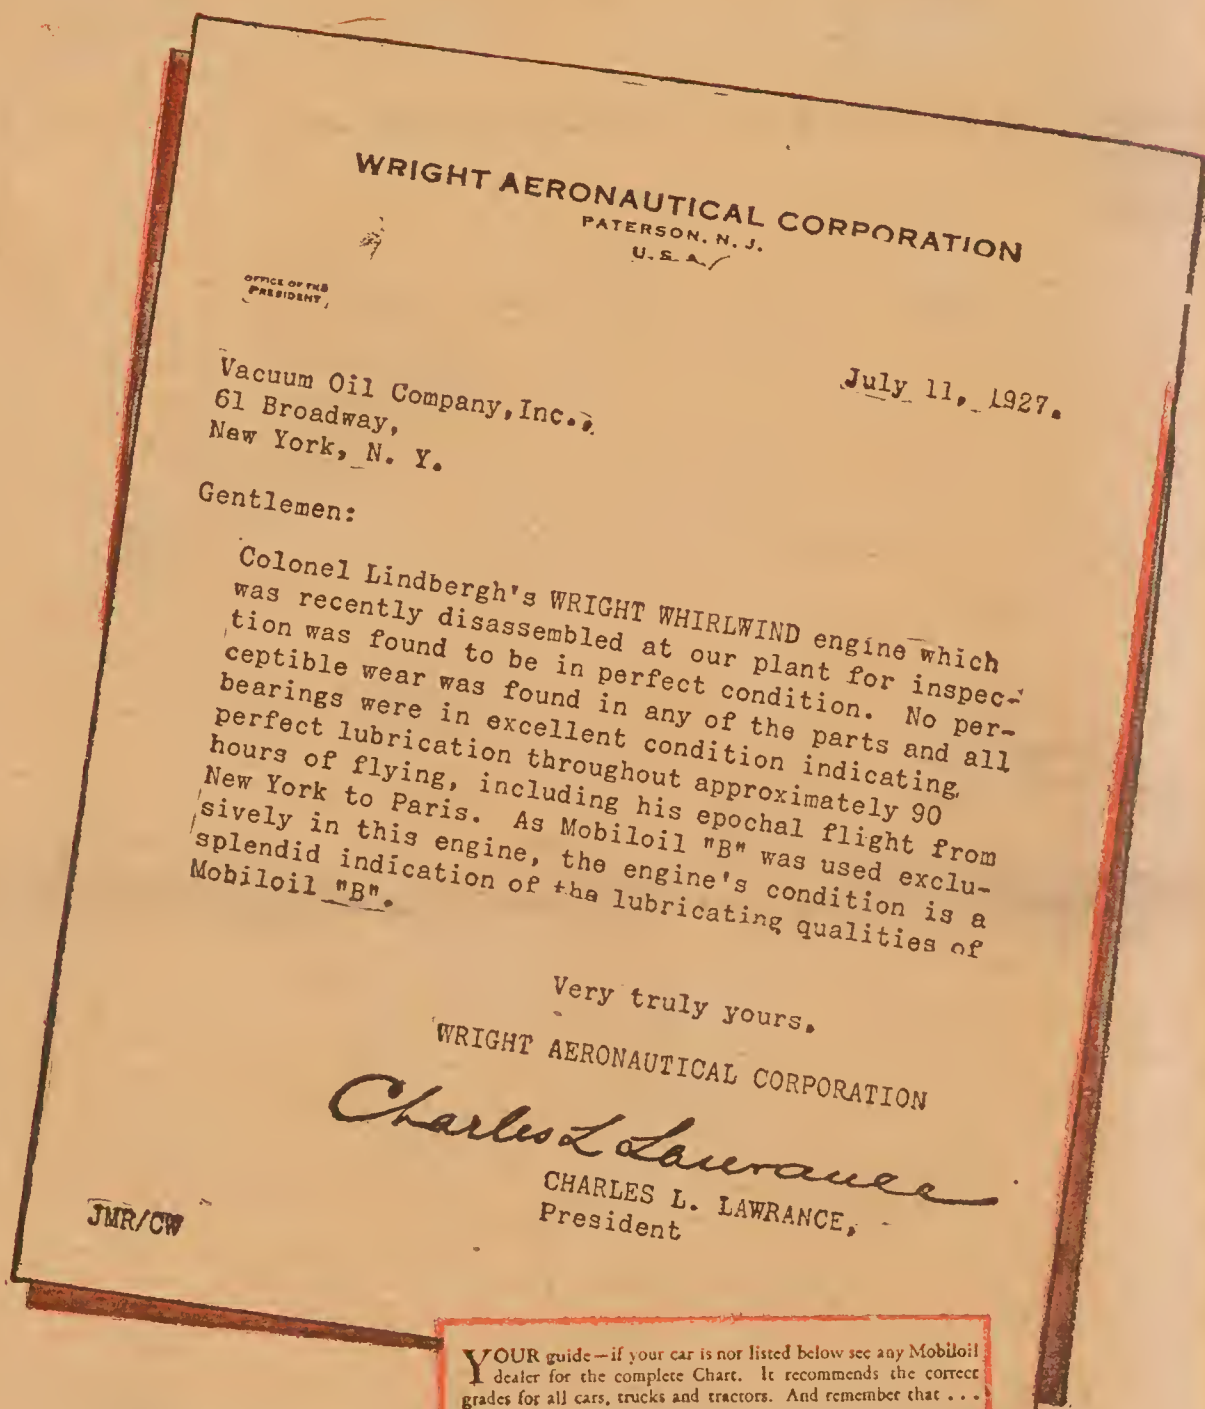 WRIGHT AERONAUTICAL CORPORATION
PATERSON, N. J.
U. S. A.
OFFICE OF THE
PRESIDENT
July 11, 1927.
Vacuum Oil Company, Inc.,
61 Broadway,
New York, N. Y.
Gentlemen:
Colonel Lindbergh's WRIGHT WHIRLWIND engine which
was recently disassembled at our plant for inspec-
tion was found to be in perfect condition. No per-
ceptible wear was found in any of the parts and all
bearings were in excellent condition indicating
perfect lubrication throughout approximately 90
hours of flying, including his epochal flight from
New York to Paris. As Mobiloil "B" was used exclu-
sively in this engine, the engine's condition is a
splendid indication of the lubricating qualities of
Mobiloil "B".
Very truly yours,
WRIGHT AERONAUTICAL CORPORATION
Charles L Lawrance
CHARLES L. LAWRANCE,
President
JMR/CW
YOUR guide—if your car is not listed below see any Mobiloil
dealer for the complete Chart. It recommends the correct
grades for all cars, trucks and tractors. And remember that . . .